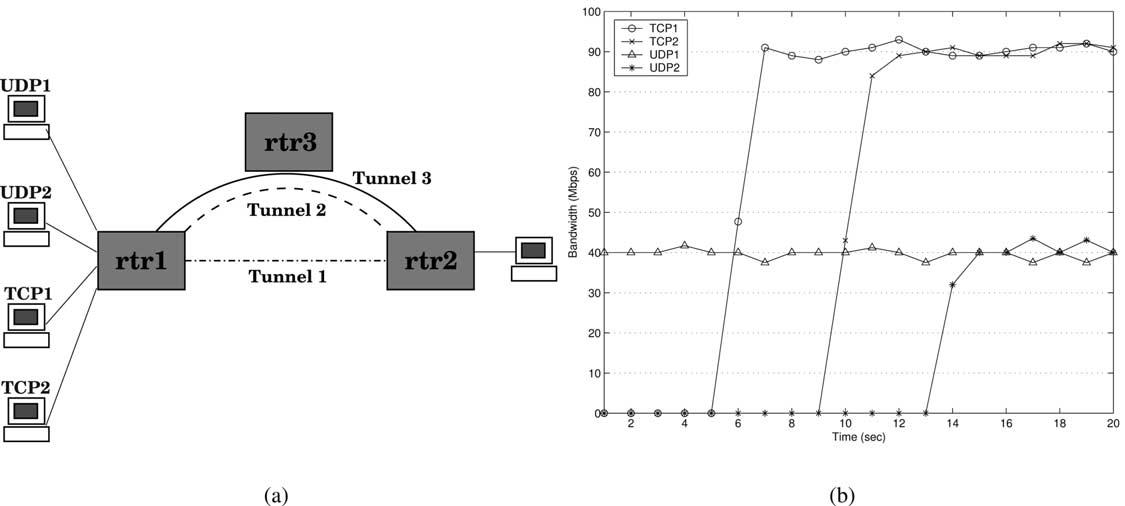 UDP1
UDP2
TCP1
TCP2
rtr1
rtr3
rtr2
Tunnel 3
Tunnel 2
Tunnel 1
(a)
TCP1
TCP2
UDP1
UDP2
100
90
80
70
60
50
40
30
20
10
0
Bandwidth (Mbps)
2 4 6 8 10 12 14 16 18 20
Time (sec)
(b)